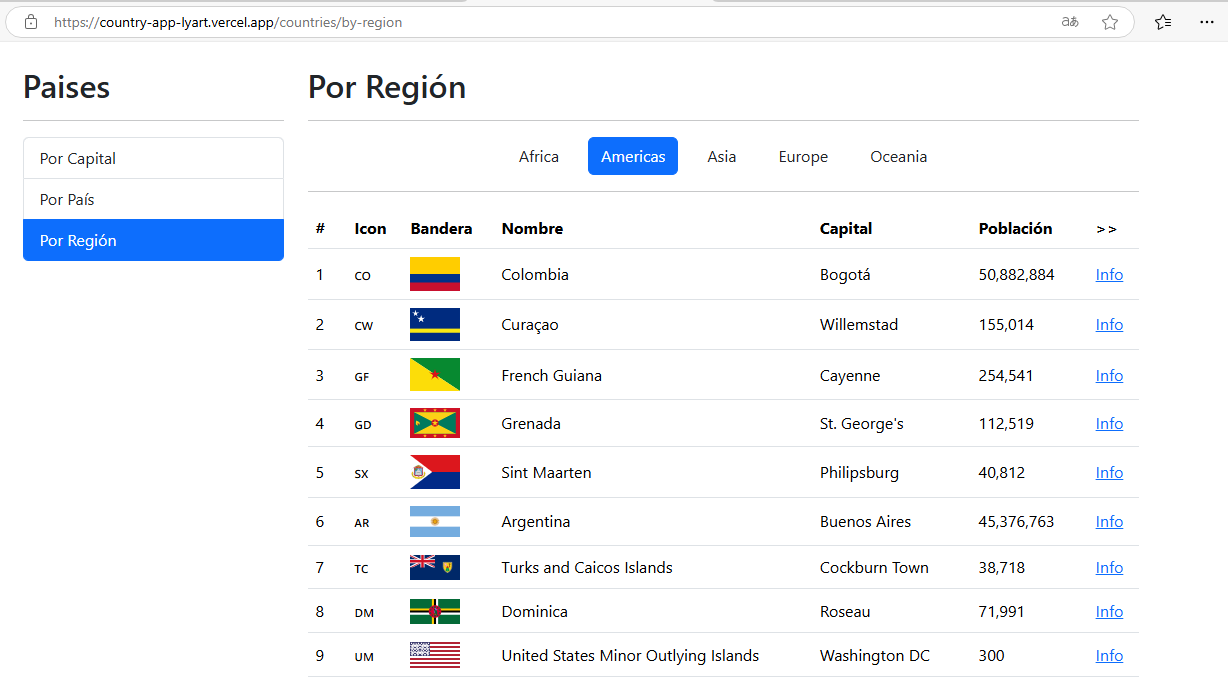 https://country-app-lyart.vercel.app/countries/by-region
Paises
Por Capital
Por País
Por Región
Por Región
Africa Americas Asia Europe Oceania
# Icon Bandera Nombre Capital Población >>
1 CO Colombia Bogotá 50,882,884 Info
2 CW Curaçao Willemstad 155,014 Info
3 GF French Guiana Cayenne 254,541 Info
4 GD Grenada St. George's 112,519 Info
5 SX Sint Maarten Philipsburg 40,812 Info
6 AR Argentina Buenos Aires 45,376,763 Info
7 TC Turks and Caicos Islands Cockburn Town 38,718 Info
8 DM Dominica Roseau 71,991 Info
9 UM United States Minor Outlying Islands Washington DC 300 Info